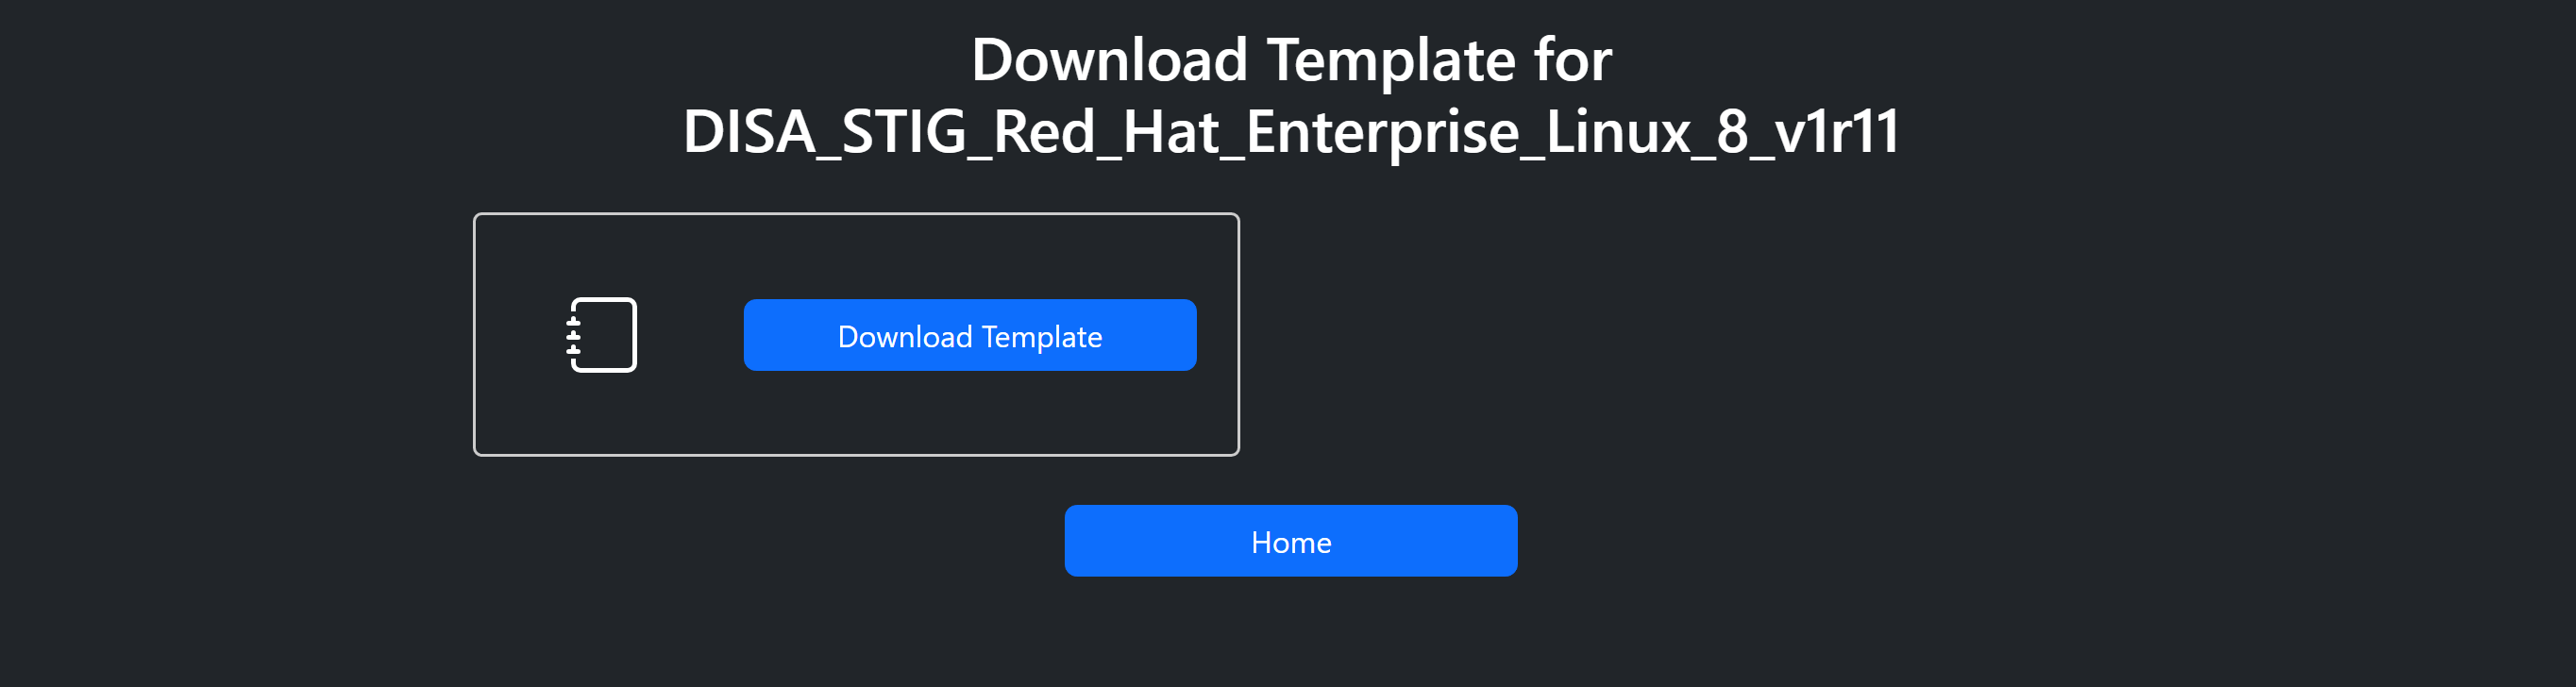 Download Template for
DISA_STIG_Red_Hat_Enterprise_Linux_8_v1r11
Download Template
Home